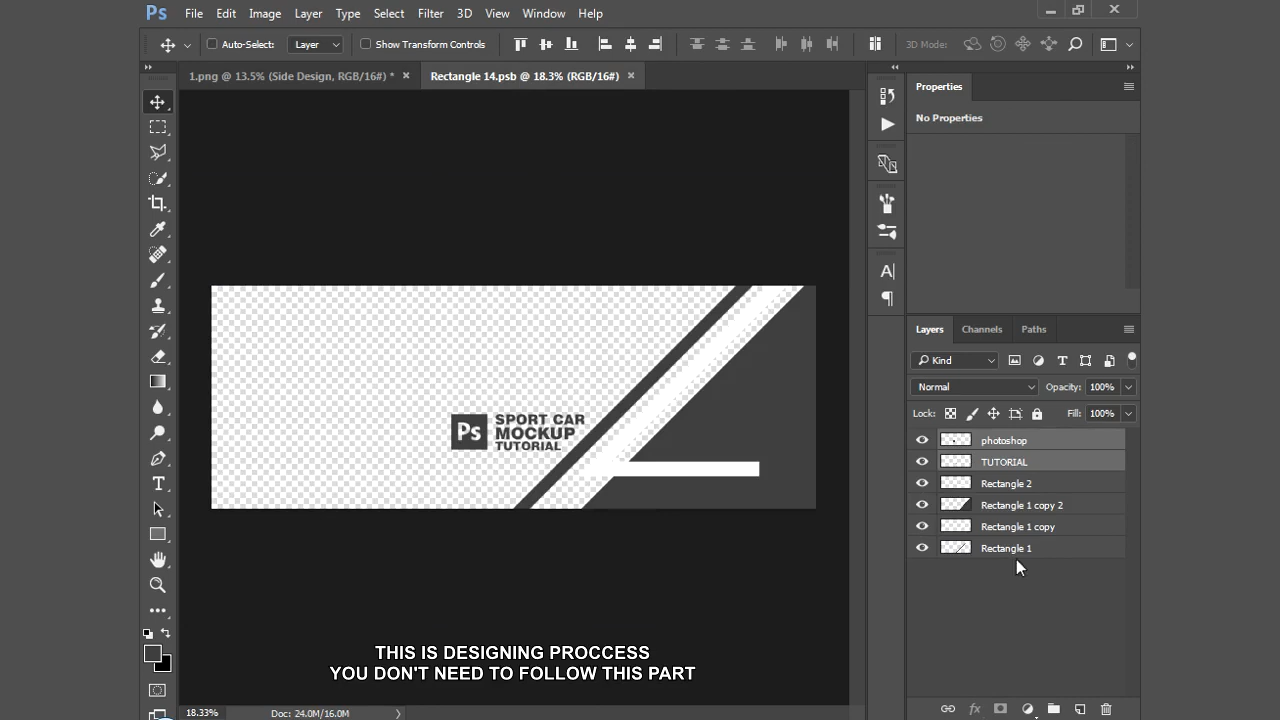 Ps File Edit Image Layer Type Select Filter 3D View Window Help
Auto-Select: Layer Show Transform Controls 3D Mode:
1.png @ 13.5% (Side Design, RGB/16#) * × Rectangle 14.psb @ 18.3% (RGB/16#) ×
Properties
No Properties
Layers Channels Paths
Kind
Normal Opacity: 100%
Lock: Fill: 100%
photoshop
TUTORIAL
Rectangle 2
Rectangle 1 copy 2
Rectangle 1 copy
Rectangle 1
Ps
SPORT CAR
MOCKUP
TUTORIAL
THIS IS DESIGNING PROCCESS
YOU DON'T NEED TO FOLLOW THIS PART
18.33% Doc: 24.0M/16.0M